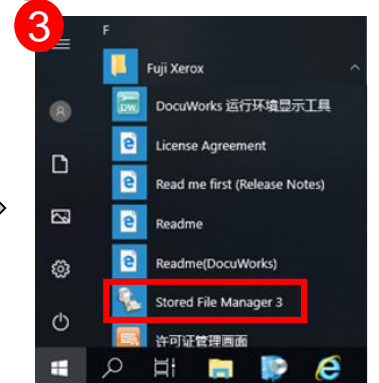 3
F
Fuji Xerox
DocuWorks 运行环境显示工具
License Agreement
Read me first (Release Notes)
Readme
Readme(DocuWorks)
Stored File Manager 3
许可证管理画面